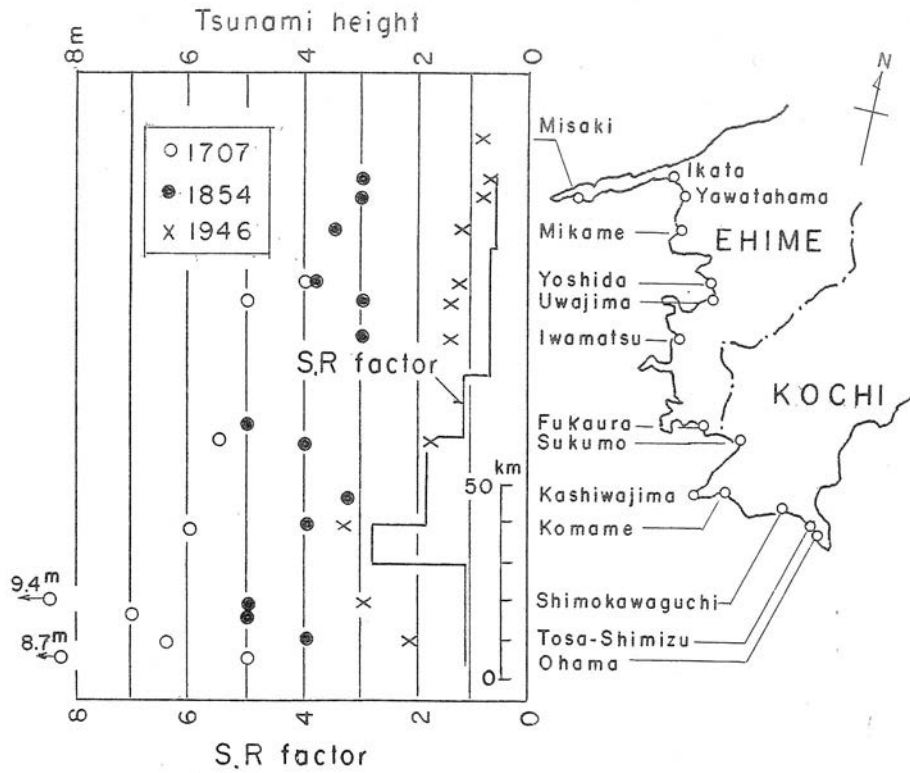 Tsunami height
8m 6 4 2 0
N
○ 1707
● 1854
× 1946
Misaki
Ikata
Yawatahama
Mikame
EHIME
Yoshida
Uwajima
Iwamatsu
S.R factor
KOCHI
Fukaura
Sukumo
km
50
Kashiwajima
Komame
9.4 m
Shimokawaguchi
8.7 m
Tosa-Shimizu
Ohama
0
8 6 4 2 0
S.R factor